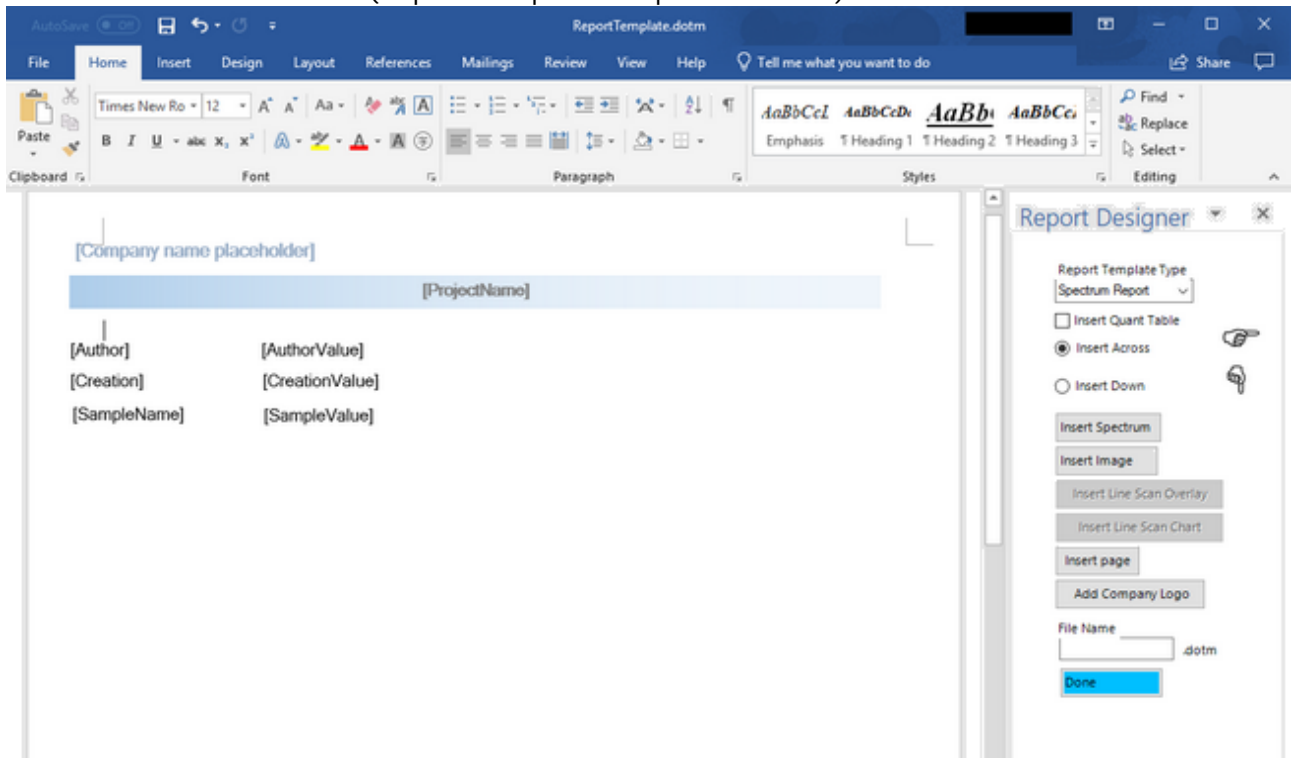 AutoSave Off ReportTemplate.dotm
File Home Insert Design Layout References Mailings Review View Help Tell me what you want to do Share
Paste
Times New Ro 12 A A Aa A
B I U abc X, X² A A A
AaBbCcL AaBbCcDc AaBb AaBbCc
Emphasis ¶ Heading 1 ¶ Heading 2 ¶ Heading 3
Find
Replace
Select
Clipboard Font Paragraph Styles Editing
[Company name placeholder]
[ProjectName]
[Author] [AuthorValue]
[Creation] [CreationValue]
[SampleName] [SampleValue]
Report Designer
Report Template Type
Spectrum Report
Insert Quant Table
Insert Across
Insert Down
Insert Spectrum
Insert Image
Insert Line Scan Overlay
Insert Line Scan Chart
Insert page
Add Company Logo
File Name
.dotm
Done